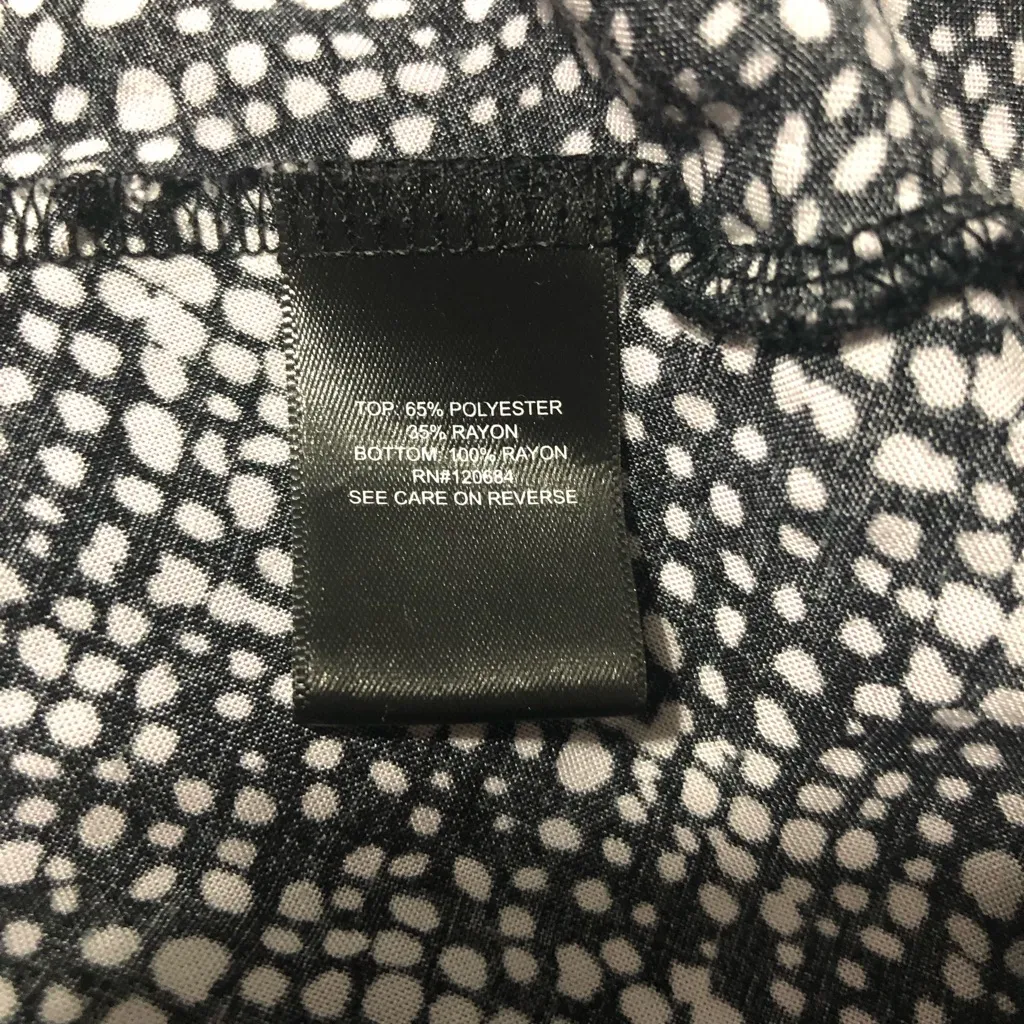 TOP: 65% POLYESTER
35% RAYON
BOTTOM: 100% RAYON
RN#120684
SEE CARE ON REVERSE